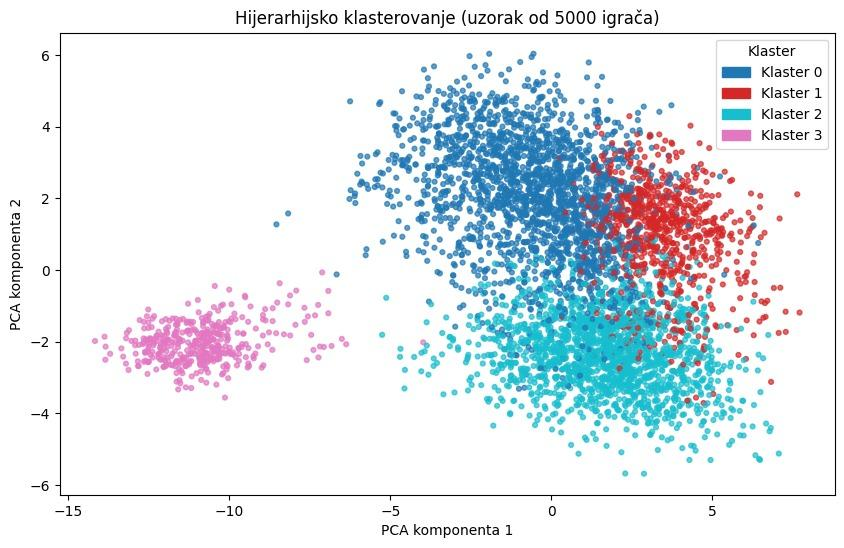 Hijerarhijsko klasterovanje (uzorak od 5000 igrača)
Klaster
Klaster 0
Klaster 1
Klaster 2
Klaster 3
PCA komponenta 2
6
4
2
0
−2
−4
−6
−15
−10
−5
0
5
PCA komponenta 1